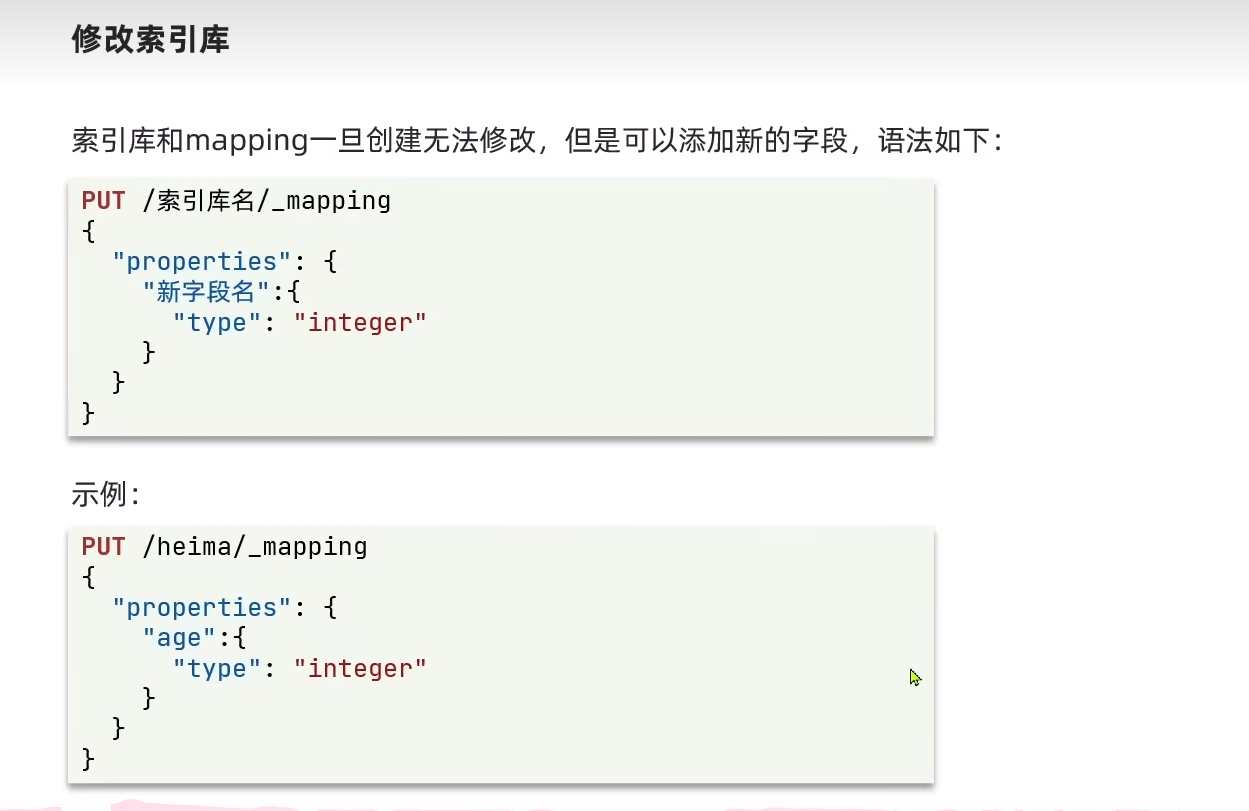 修改索引库
索引库和mapping一旦创建无法修改，但是可以添加新的字段，语法如下：
PUT /索引库名/_mapping
{
  "properties": {
    "新字段名":{
      "type": "integer"
    }
  }
}
示例：
PUT /heima/_mapping
{
  "properties": {
    "age":{
      "type": "integer"
    }
  }
}